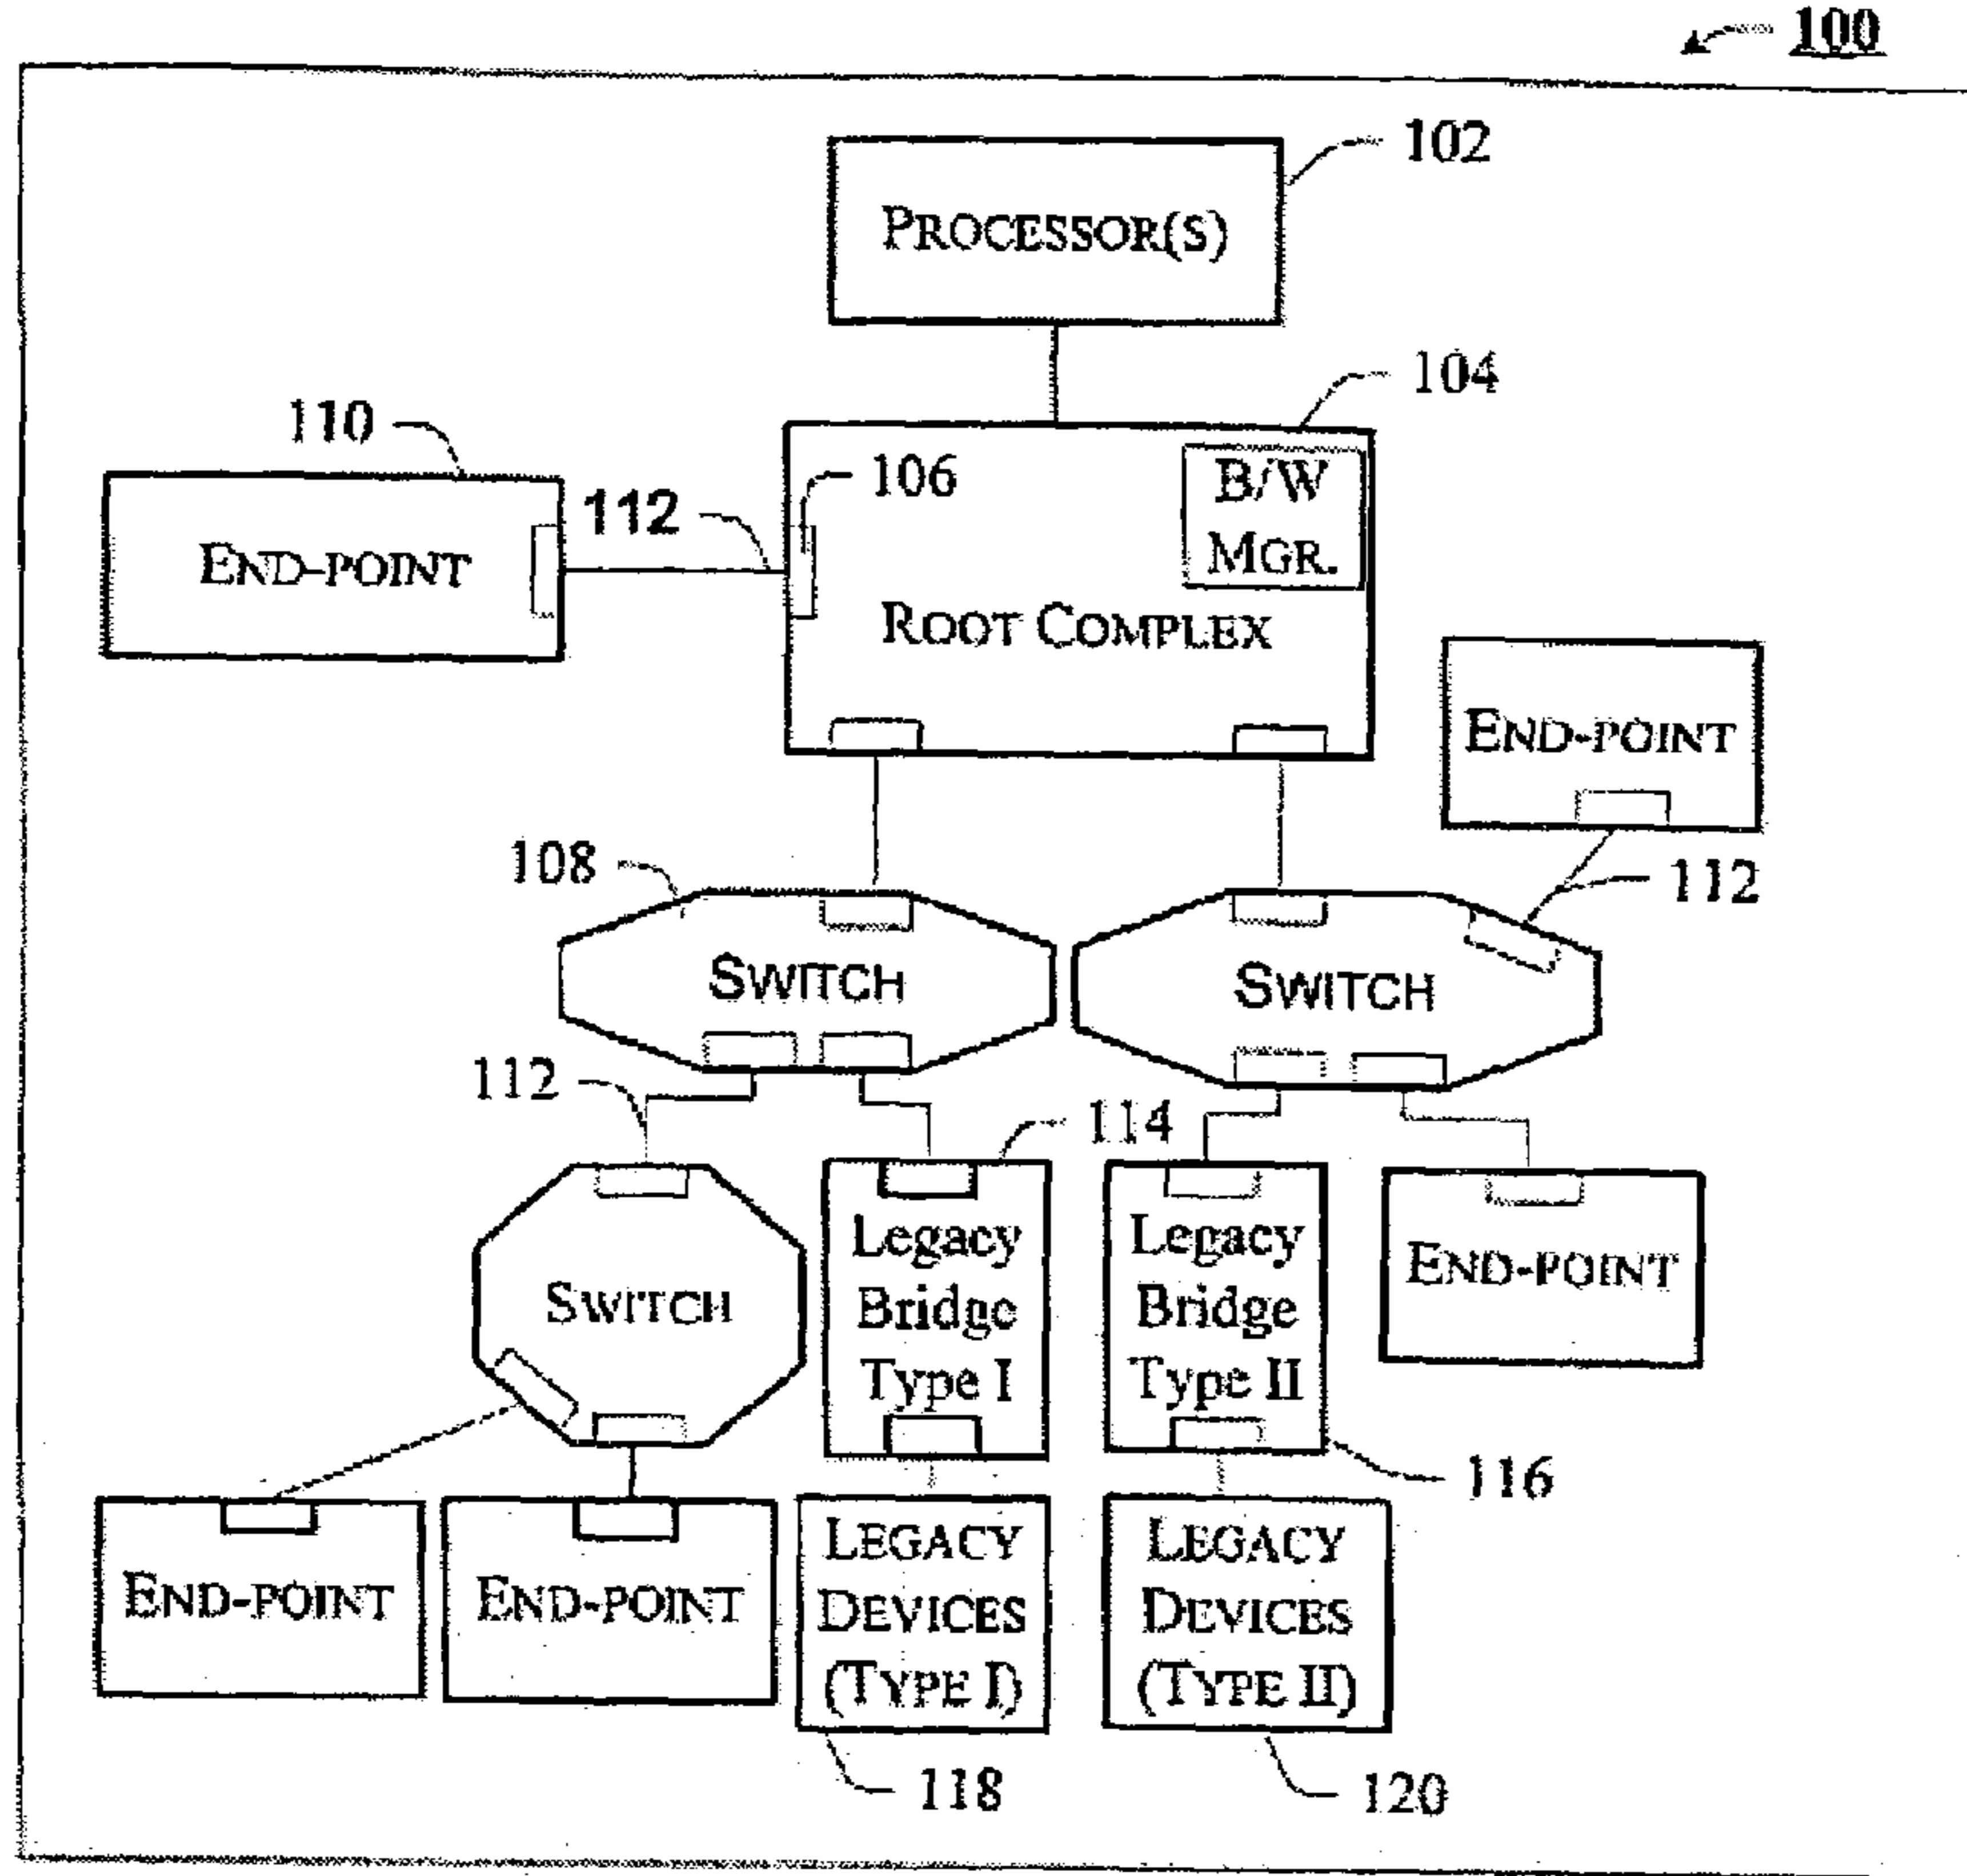 100
102
PROCESSOR(S)
104
110
106
B/W
MGR.
112
END-POINT
ROOT COMPLEX
END-POINT
108
112
SWITCH
SWITCH
112
114
Legacy
Bridge
Type I
Legacy
Bridge
Type II
END-POINT
SWITCH
116
END-POINT
END-POINT
LEGACY
DEVICES
(TYPE I)
LEGACY
DEVICES
(TYPE II)
118
120